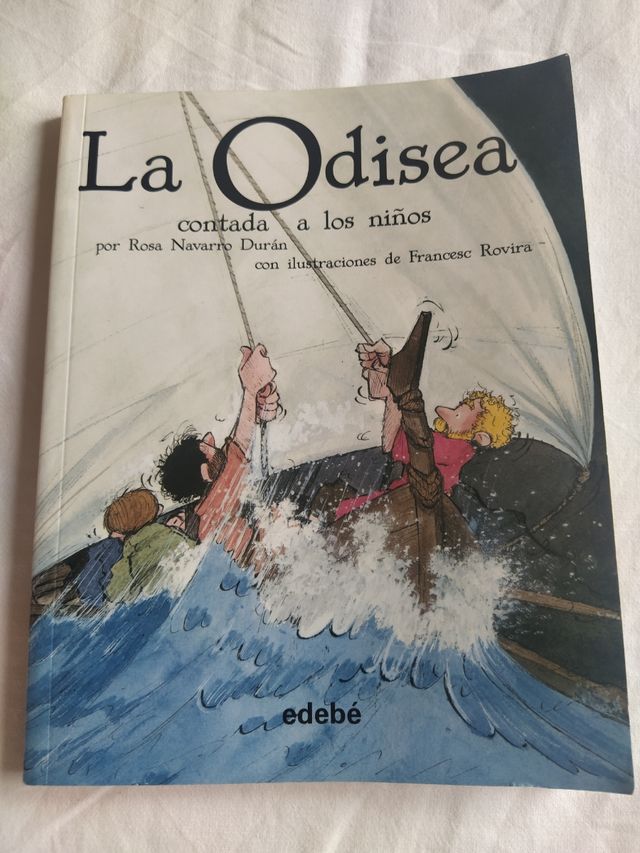 La Odisea
contada a los niños
por Rosa Navarro Durán
con ilustraciones de Francesc Rovira
edebé